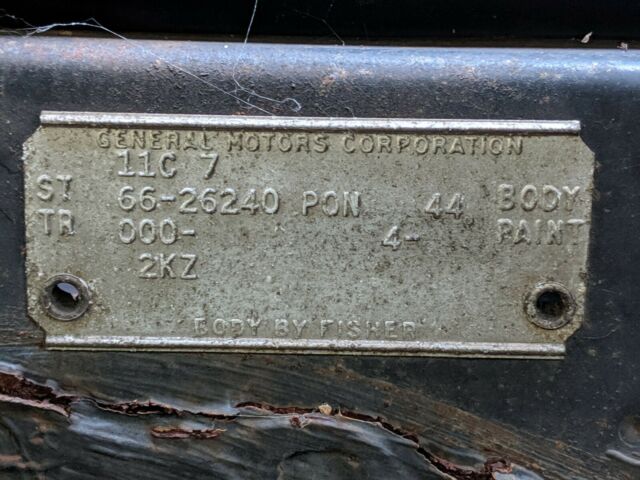 GENERAL MOTORS CORPORATION
11C 7
ST 66-26240 PON 44 BODY
TR 000- 4- PAINT
2KZ
BODY BY FISHER